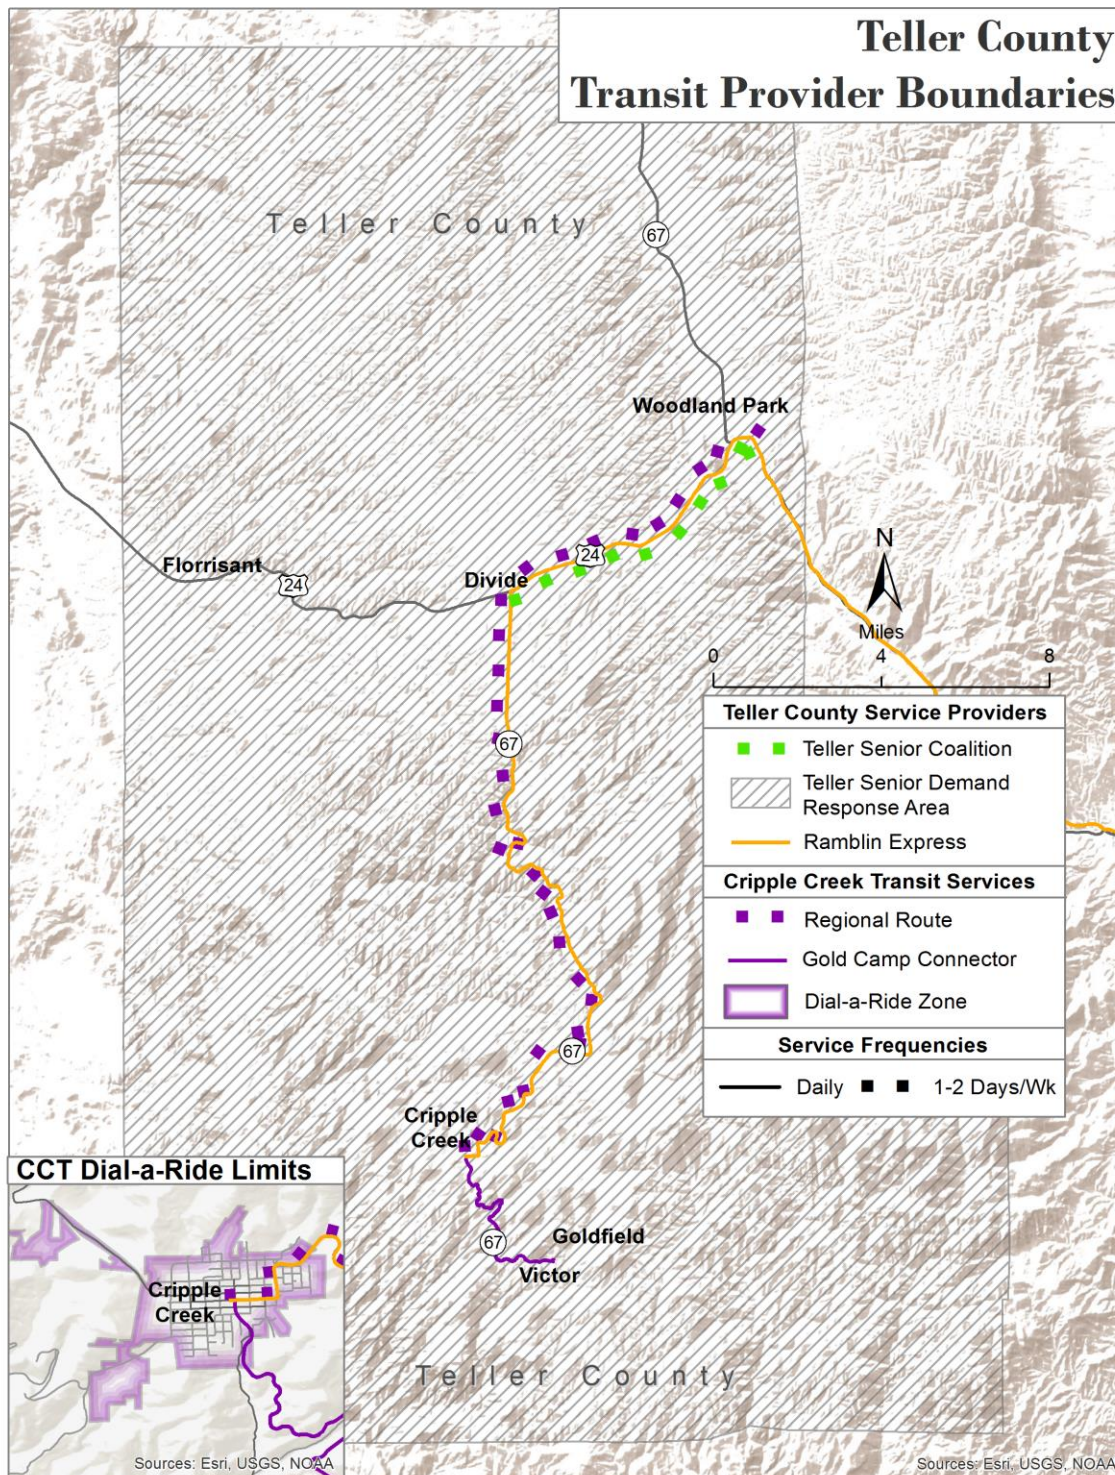 Teller County
Transit Provider Boundaries
Teller County
67
Woodland Park
24
Florrisant
24
Divide
N
Miles
0 4 8
67
Teller County Service Providers
Teller Senior Coalition
Teller Senior Demand
Response Area
Ramblin Express
Cripple Creek Transit Services
Regional Route
Gold Camp Connector
Dial-a-Ride Zone
Service Frequencies
Daily 1-2 Days/Wk
67
Cripple
Creek
Goldfield
67
Victor
Teller County
CCT Dial-a-Ride Limits
Cripple
Creek
Sources: Esri, USGS, NOAA
Sources: Esri, USGS, NOAA